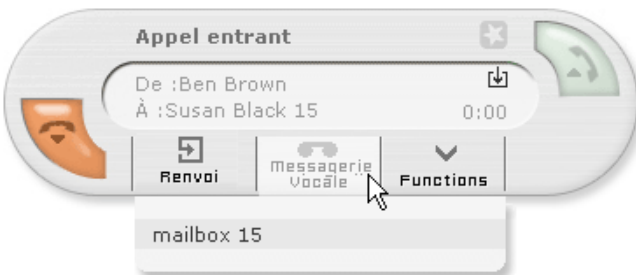 Appel entrant
De :Ben Brown
À :Susan Black 15
0:00
Renvoi
Messagerie
Vocale
Functions
mailbox 15